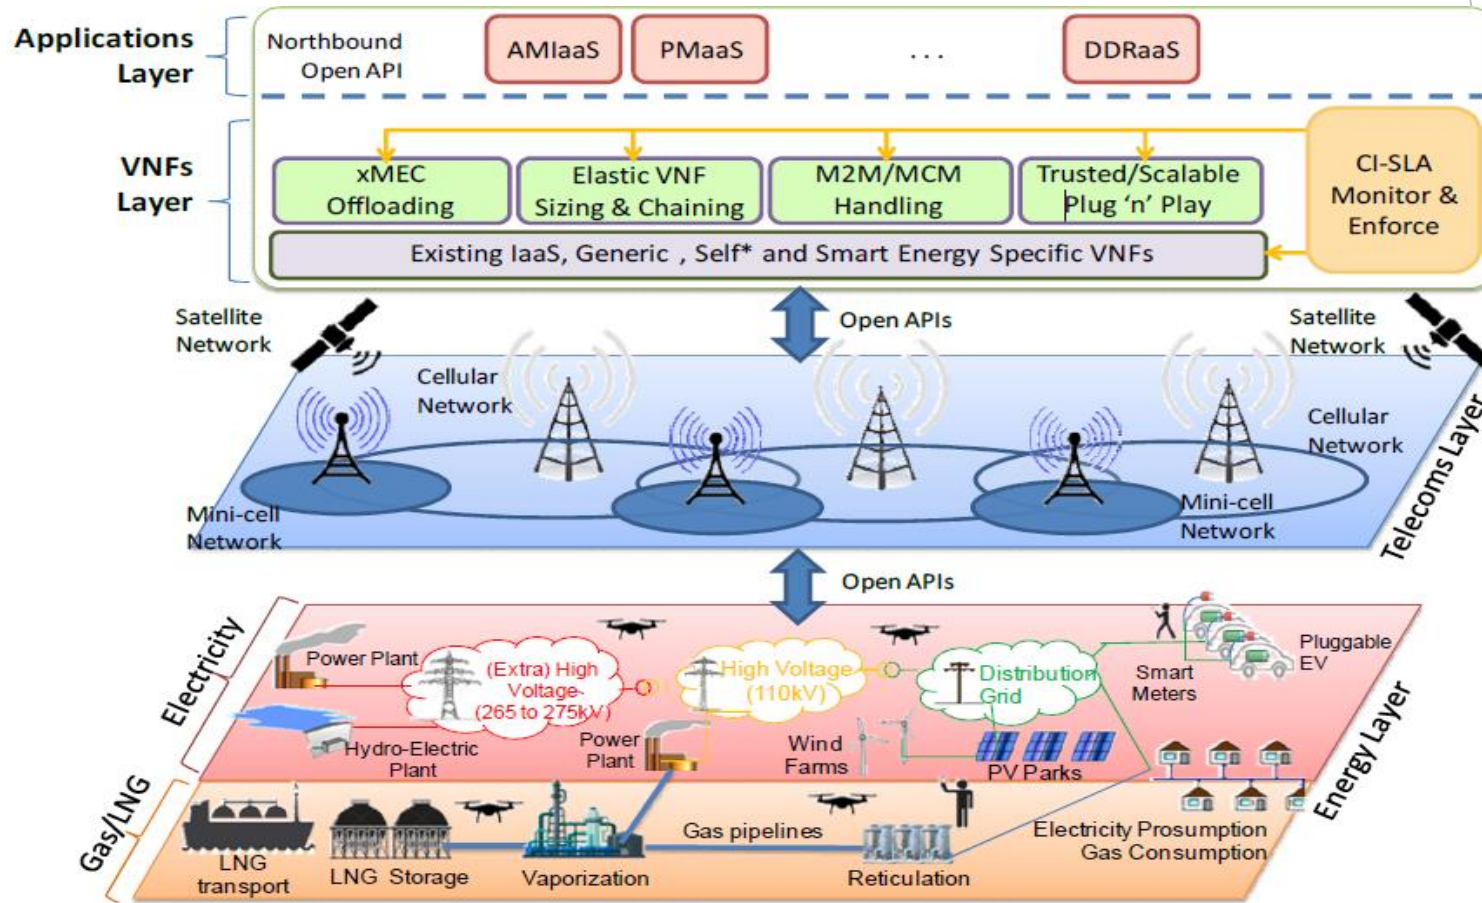 Applications
Layer
Northbound
Open API
AMIaaS
PMaaS
...
DDRaaS
VNFs
Layer
xMEC
Offloading
Elastic VNF
Sizing & Chaining
M2M/MCM
Handling
Trusted/Scalable
Plug ‘n’ Play
CI-SLA
Monitor &
Enforce
Existing IaaS, Generic , Self* and Smart Energy Specific VNFs
Satellite
Network
Open APIs
Satellite
Network
Cellular
Network
Cellular
Network
Mini-cell
Network
Mini-cell
Network
Telecoms Layer
Open APIs
Electricity
Power Plant
(Extra) High
Voltage
(265 to 275kV)
High Voltage
(110kV)
Distribution
Grid
Smart
Meters
Pluggable
EV
Hydro-Electric
Plant
Power
Plant
Wind
Farms
PV Parks
Energy Layer
Gas/LNG
LNG
transport
LNG Storage
Vaporization
Gas pipelines
Reticulation
Electricity Prosumption
Gas Consumption